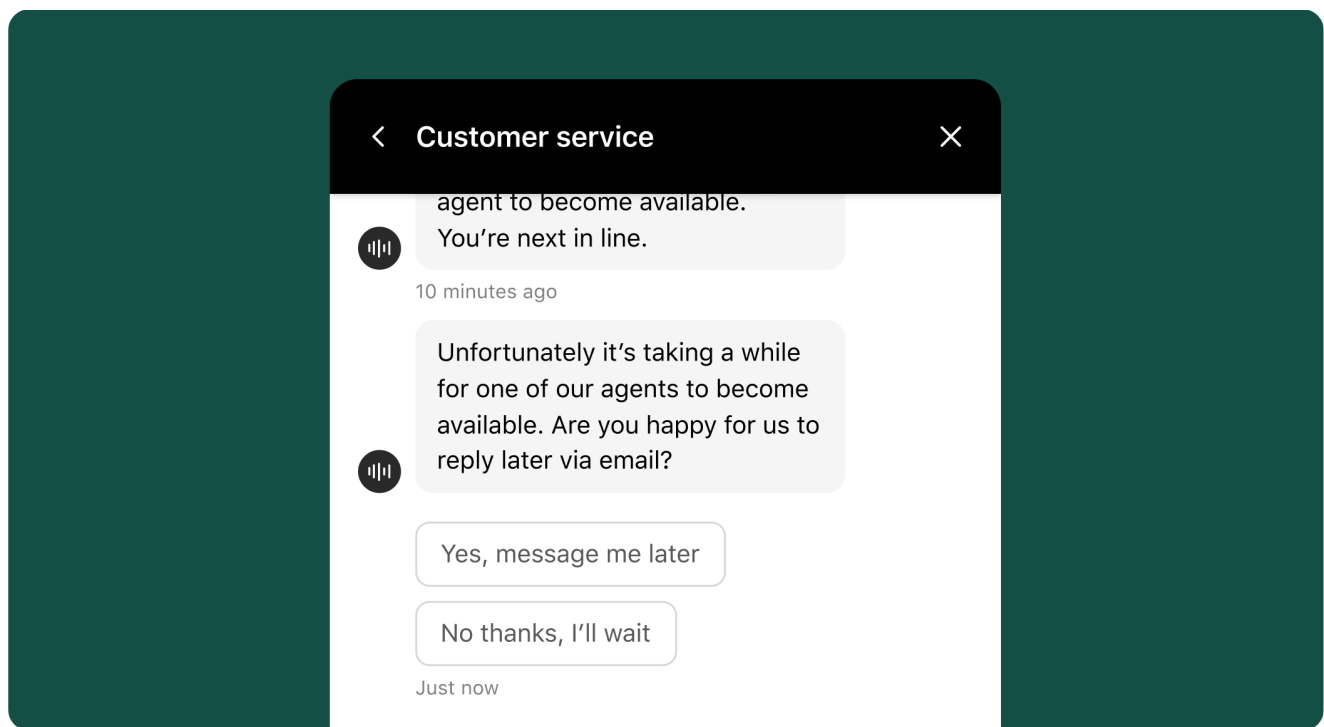 Customer service
agent to become available.
You’re next in line.
10 minutes ago
Unfortunately it’s taking a while
for one of our agents to become
available. Are you happy for us to
reply later via email?
Yes, message me later
No thanks, I’ll wait
Just now